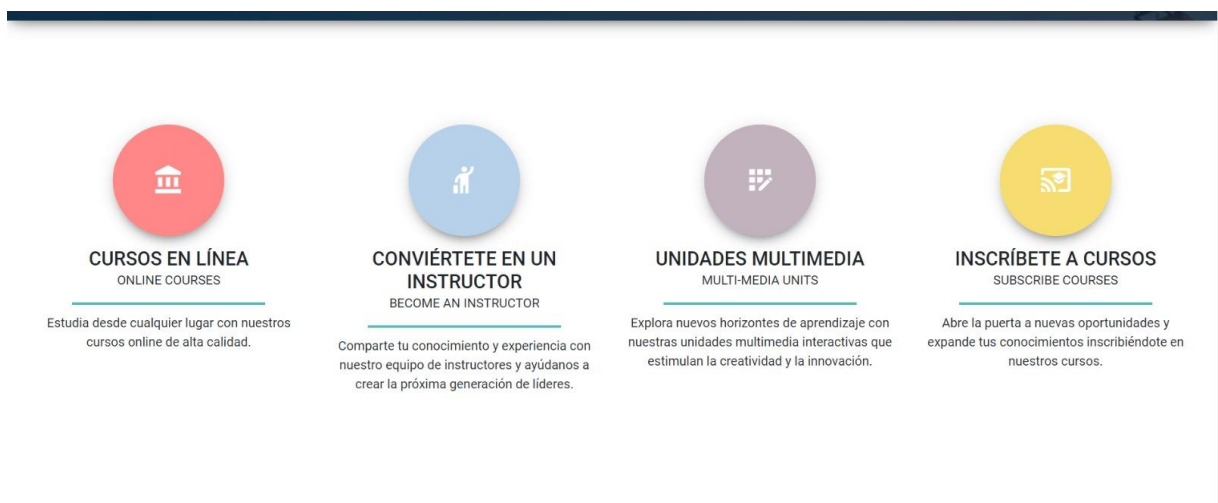 CURSOS EN LÍNEA
ONLINE COURSES
Estudia desde cualquier lugar con nuestros
cursos online de alta calidad.
CONVIÉRTETE EN UN
INSTRUCTOR
BECOME AN INSTRUCTOR
Comparte tu conocimiento y experiencia con
nuestro equipo de instructores y ayúdanos a
crear la próxima generación de líderes.
UNIDADES MULTIMEDIA
MULTI-MEDIA UNITS
Explora nuevos horizontes de aprendizaje con
nuestras unidades multimedia interactivas que
estimulan la creatividad y la innovación.
INSCRÍBETE A CURSOS
SUBSCRIBE COURSES
Abre la puerta a nuevas oportunidades y
expande tus conocimientos inscribiéndote en
nuestros cursos.